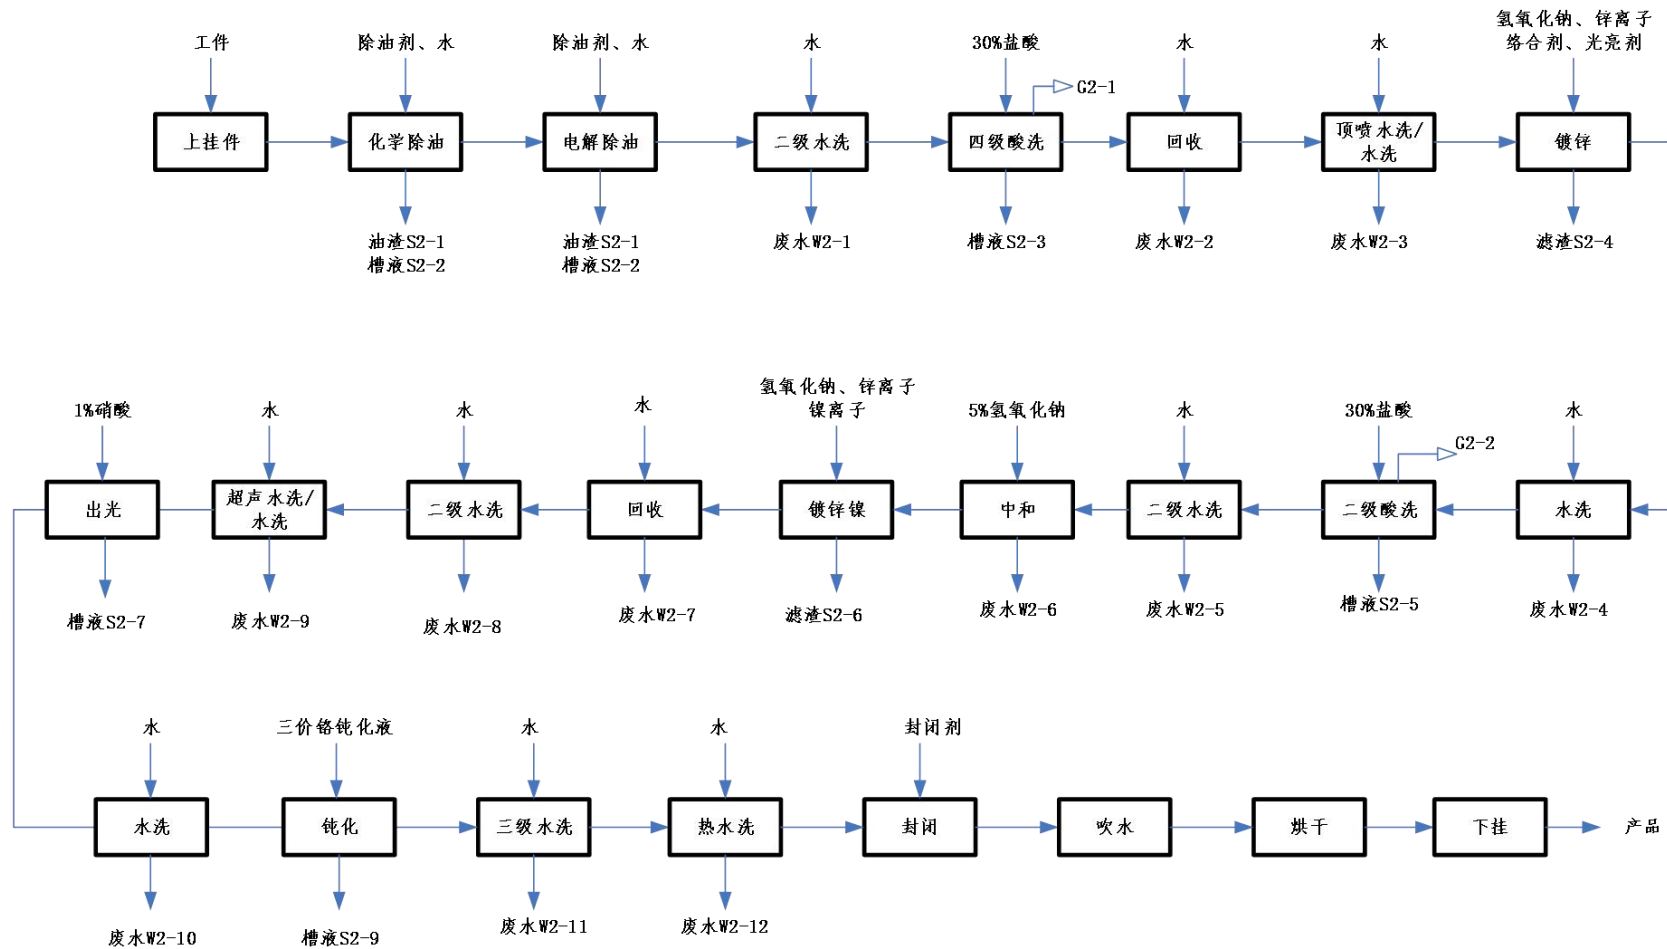 工件
除油剂、水
除油剂、水
水
30%盐酸
水
水
氢氧化钠、锌离子
络合剂、光亮剂
G2-1
上挂件
化学除油
电解除油
二级水洗
四级酸洗
回收
顶喷水洗/
水洗
镀锌
油渣S2-1
槽液S2-2
油渣S2-1
槽液S2-2
废水W2-1
槽液S2-3
废水W2-2
废水W2-3
滤渣S2-4
1%硝酸
水
水
水
氢氧化钠、锌离子
镍离子
5%氢氧化钠
水
30%盐酸
水
G2-2
出光
超声水洗/
水洗
二级水洗
回收
镀锌镍
中和
二级水洗
二级酸洗
水洗
槽液S2-7
废水W2-9
废水W2-8
废水W2-7
滤渣S2-6
废水W2-6
废水W2-5
槽液S2-5
废水W2-4
水
三价铬钝化液
水
水
封闭剂
水洗
钝化
三级水洗
热水洗
封闭
吹水
烘干
下挂
产品
废水W2-10
槽液S2-9
废水W2-11
废水W2-12